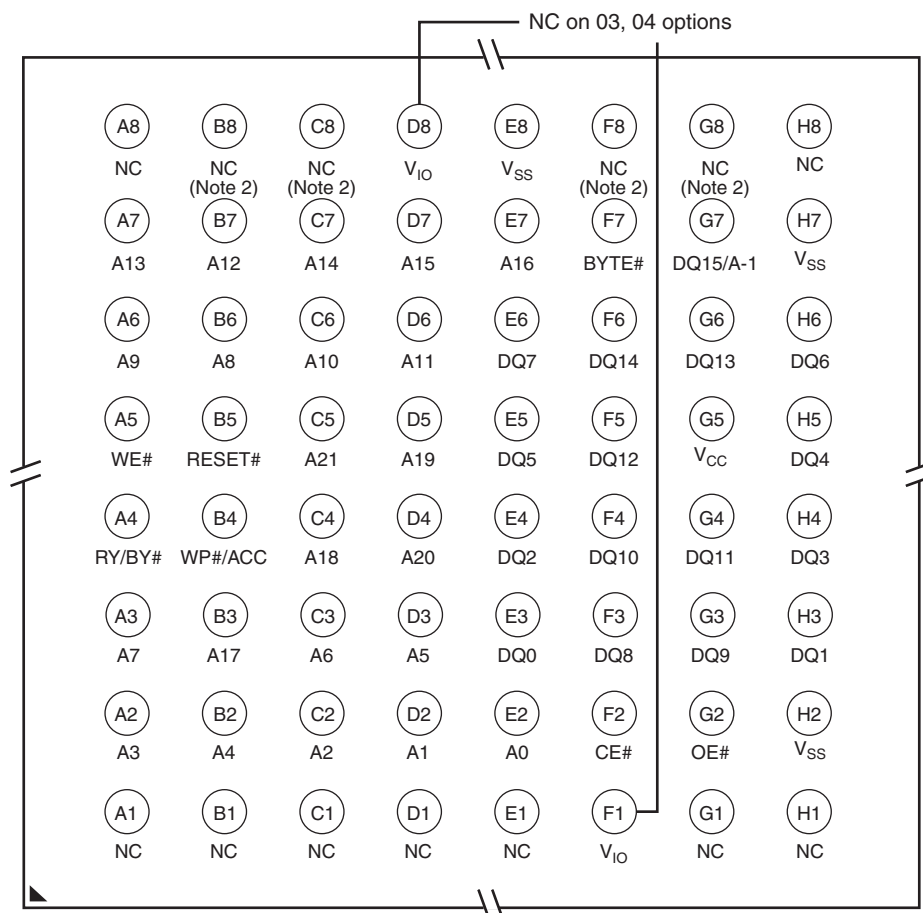 NC on 03, 04 options
A8 B8 C8 D8 E8 F8 G8 H8
NC NC NC VIO VSS NC NC NC
(Note 2) (Note 2) (Note 2) (Note 2)
A7 B7 C7 D7 E7 F7 G7 H7
A13 A12 A14 A15 A16 BYTE# DQ15/A-1 VSS
A6 B6 C6 D6 E6 F6 G6 H6
A9 A8 A10 A11 DQ7 DQ14 DQ13 DQ6
A5 B5 C5 D5 E5 F5 G5 H5
WE# RESET# A21 A19 DQ5 DQ12 VCC DQ4
A4 B4 C4 D4 E4 F4 G4 H4
RY/BY# WP#/ACC A18 A20 DQ2 DQ10 DQ11 DQ3
A3 B3 C3 D3 E3 F3 G3 H3
A7 A17 A6 A5 DQ0 DQ8 DQ9 DQ1
A2 B2 C2 D2 E2 F2 G2 H2
A3 A4 A2 A1 A0 CE# OE# VSS
A1 B1 C1 D1 E1 F1 G1 H1
NC NC NC NC NC VIO NC NC